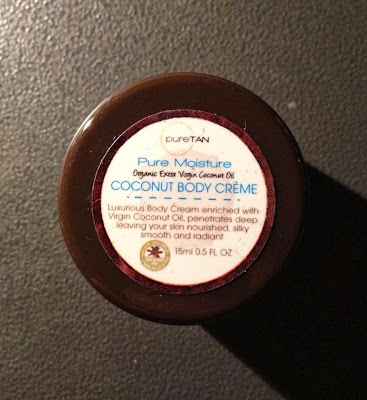 pureTAN
Pure Moisture
Organic Extra Virgin Coconut Oil
COCONUT BODY CRÈME
Luxurious Body Cream enriched with
Virgin Coconut Oil, penetrates deep
leaving your skin nourished, silky
smooth and radiant
15ml 0.5 FL OZ